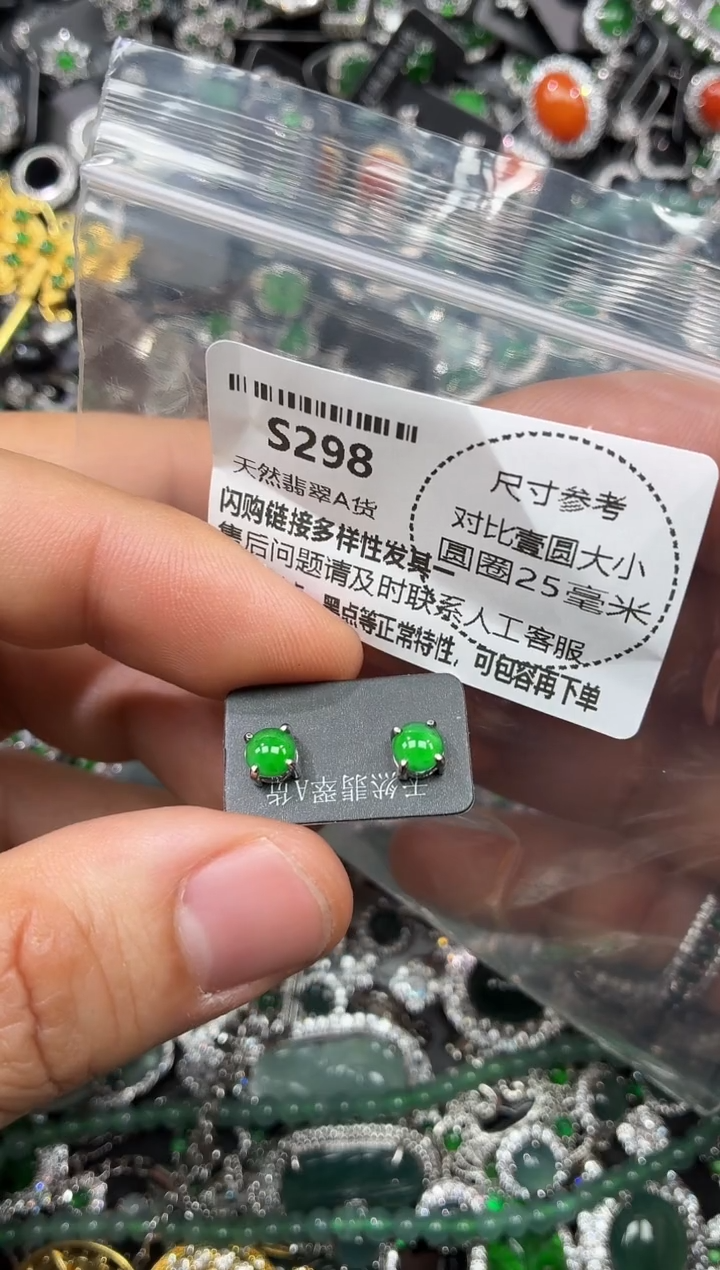 S298
天然翡翠A货
闪购链接多样性发其一
售后问题请及时联系人工客服
黑点等正常特性，可包容再下单
尺寸参考
对比壹圆大小
圆圈25毫米
天然翡翠A货